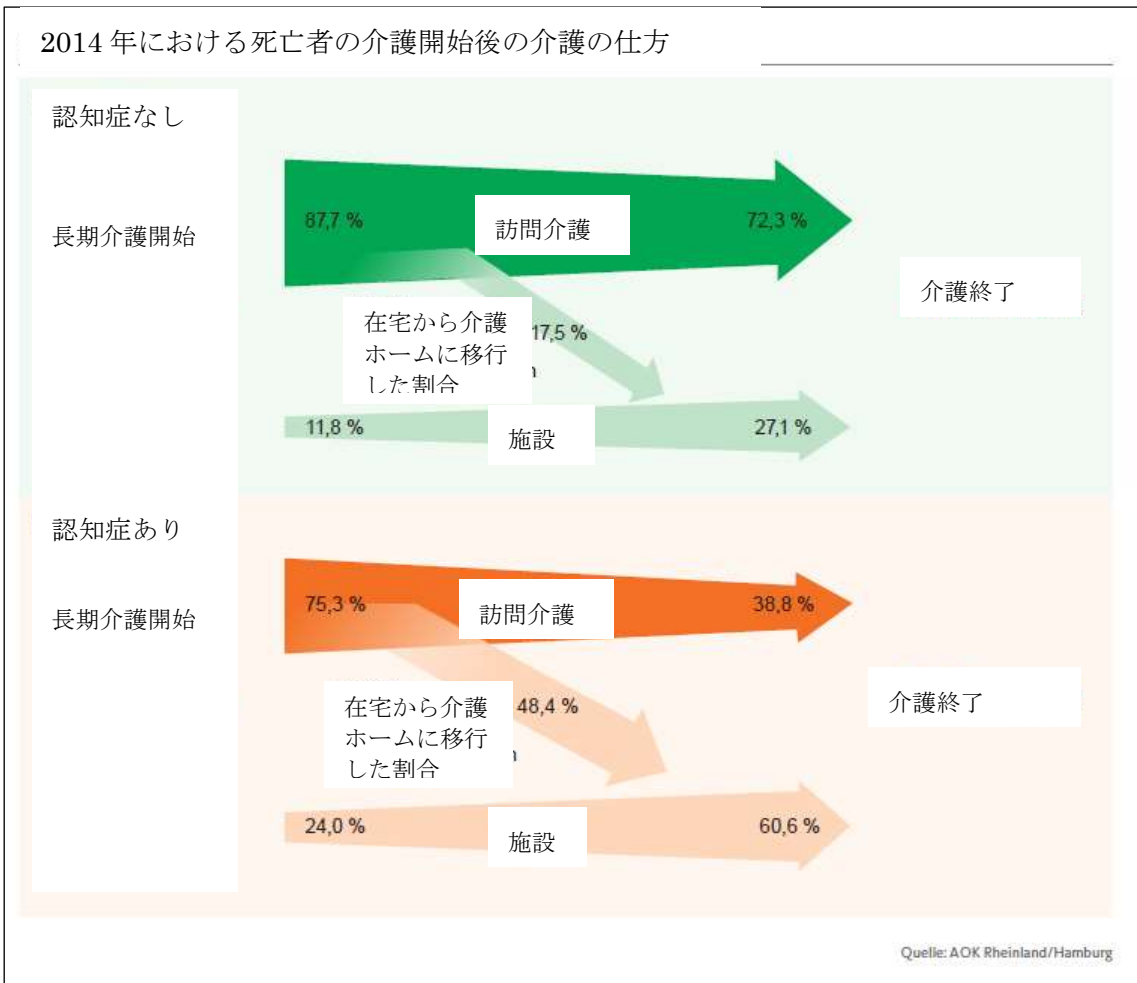 2014 年における死亡者の介護開始後の介護の仕方
認知症なし
長期介護開始
87,7 %
訪問介護
72,3 %
介護終了
在宅から介護
ホームに移行
した割合
17,5 %
11,8 %
施設
27,1 %
認知症あり
長期介護開始
75,3 %
訪問介護
38,8 %
介護終了
在宅から介護
ホームに移行
した割合
48,4 %
24,0 %
施設
60,6 %
Quelle: AOK Rheinland/Hamburg